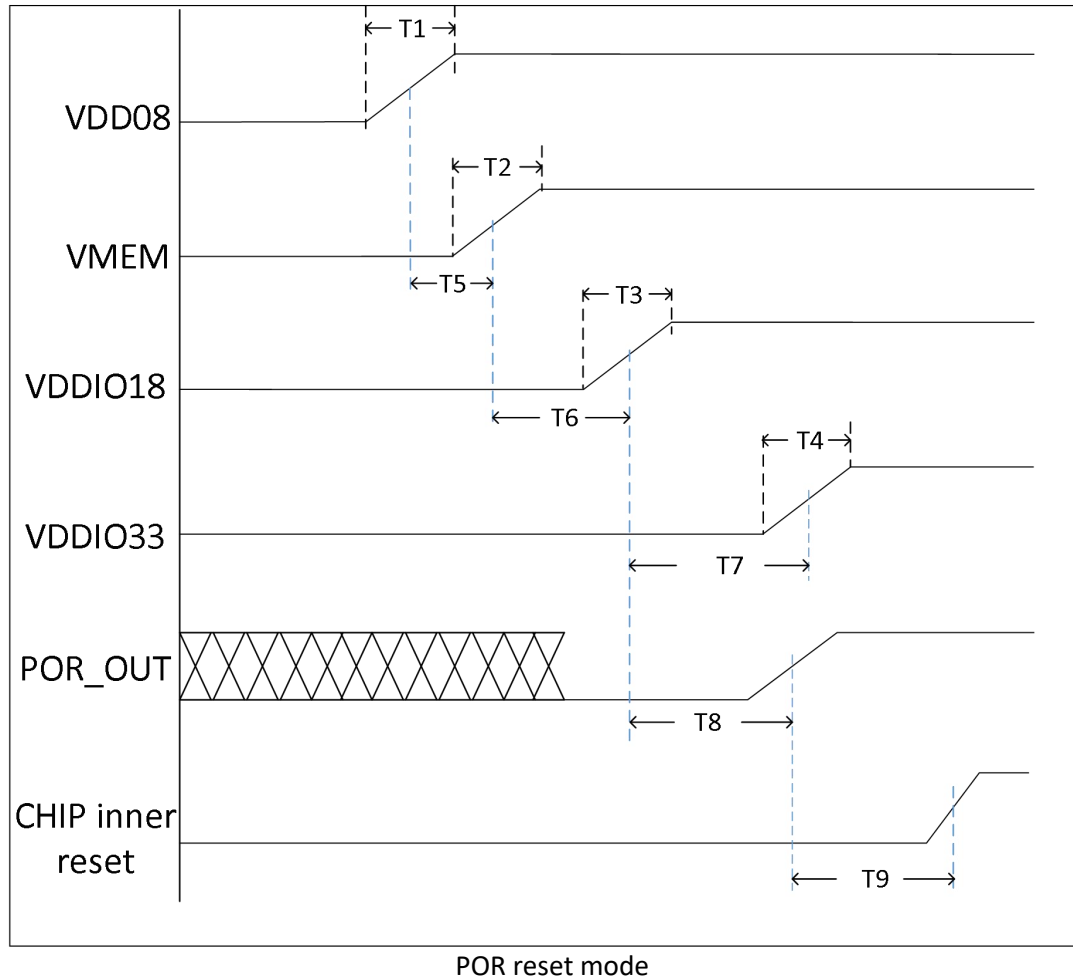 T1
VDD08
T2
VMEM
T5
T3
VDDIO18
T6
T4
VDDIO33
T7
POR_OUT
T8
CHIP inner
reset
T9
POR reset mode